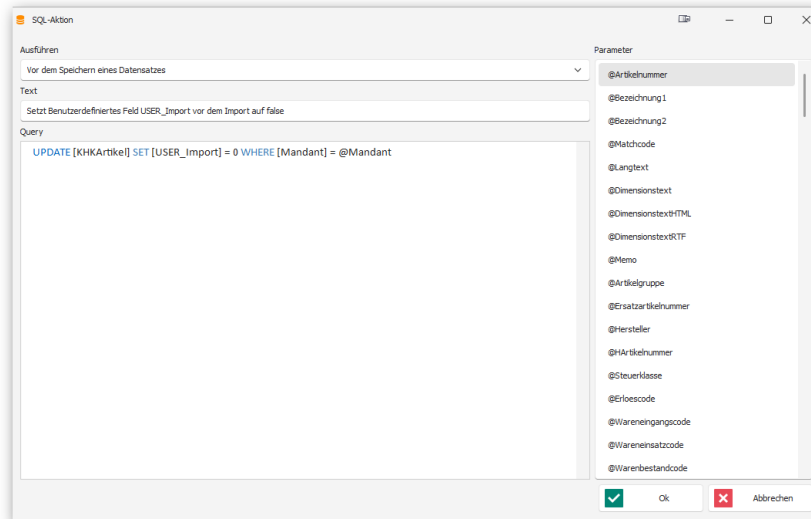 SQL-Aktion
Ausführen
Vor dem Speichern eines Datensatzes
Text
Setzt Benutzerdefiniertes Feld USER_Import vor dem Import auf false
Query
UPDATE [KHKArtikel] SET [USER_Import] = 0 WHERE [Mandant] = @Mandant
Parameter
@Artikelnummer
@Bezeichnung1
@Bezeichnung2
@Matchcode
@Langtext
@Dimensionstext
@DimensionstextHTML
@DimensionstextRTF
@Memo
@Artikelgruppe
@Ersatzartikelnummer
@Hersteller
@HArtikelnummer
@Steuerklasse
@Erloescode
@Wareneingangscode
@Wareneinsatzcode
@Warenbestandcode
Ok
Abbrechen